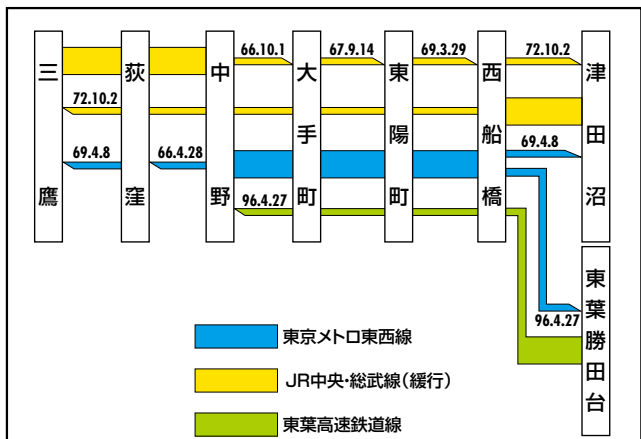 三鷹
荻窪
中野
大手町
東陽町
西船橋
津田沼
66.10.1
67.9.14
69.3.29
72.10.2
72.10.2
69.4.8
66.4.28
69.4.8
96.4.27
東葉勝田台
96.4.27
東京メトロ東西線
JR中央・総武線(緩行)
東葉高速鉄道線